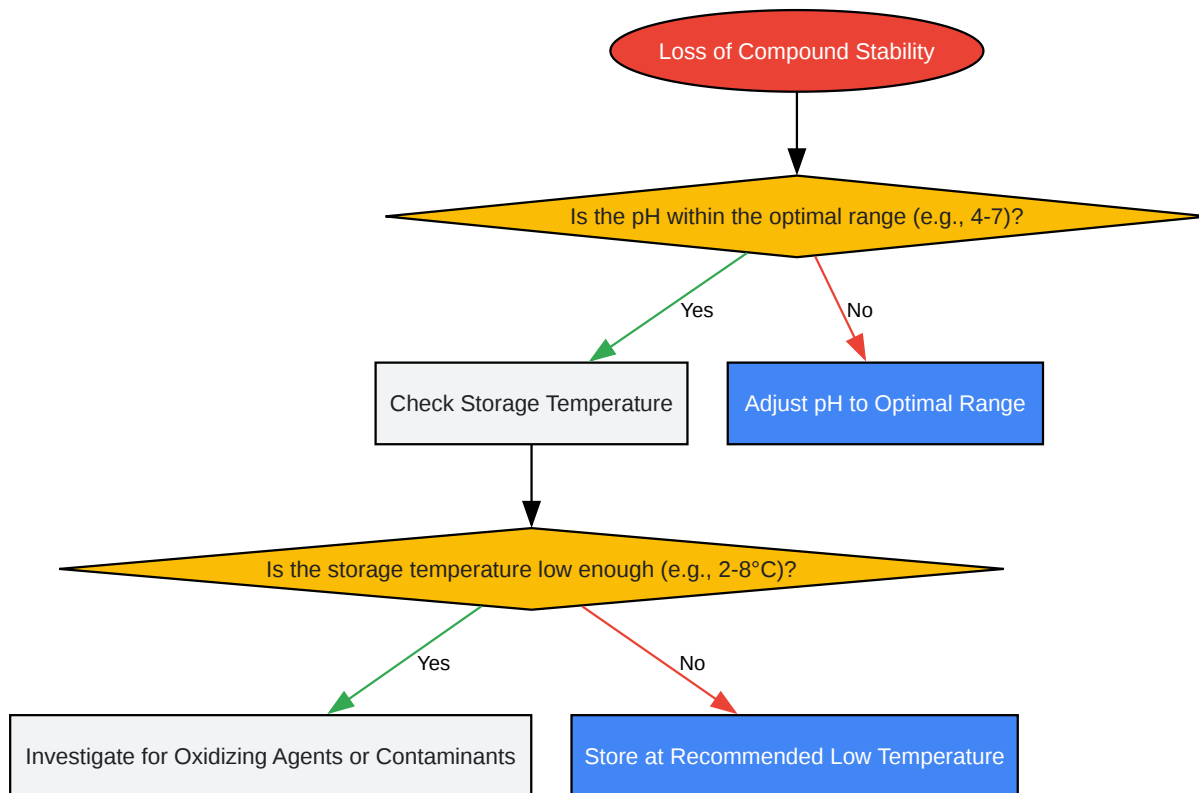 Loss of Compound Stability
Is the pH within the optimal range (e.g., 4-7)?
Yes
No
Check Storage Temperature
Adjust pH to Optimal Range
Is the storage temperature low enough (e.g., 2-8°C)?
Yes
No
Investigate for Oxidizing Agents or Contaminants
Store at Recommended Low Temperature